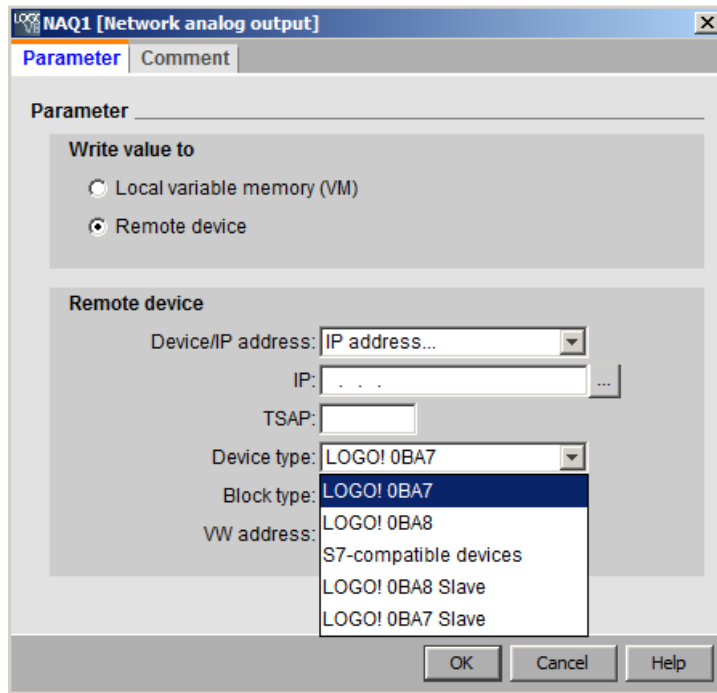 NAQ1 [Network analog output]
Parameter Comment
Parameter
Write value to
Local variable memory (VM)
Remote device
Remote device
Device/IP address: IP address...
IP: . . . ...
TSAP:
Device type: LOGO! 0BA7
Block type: LOGO! 0BA7
LOGO! 0BA8
VW address: S7-compatible devices
LOGO! 0BA8 Slave
LOGO! 0BA7 Slave
OK Cancel Help